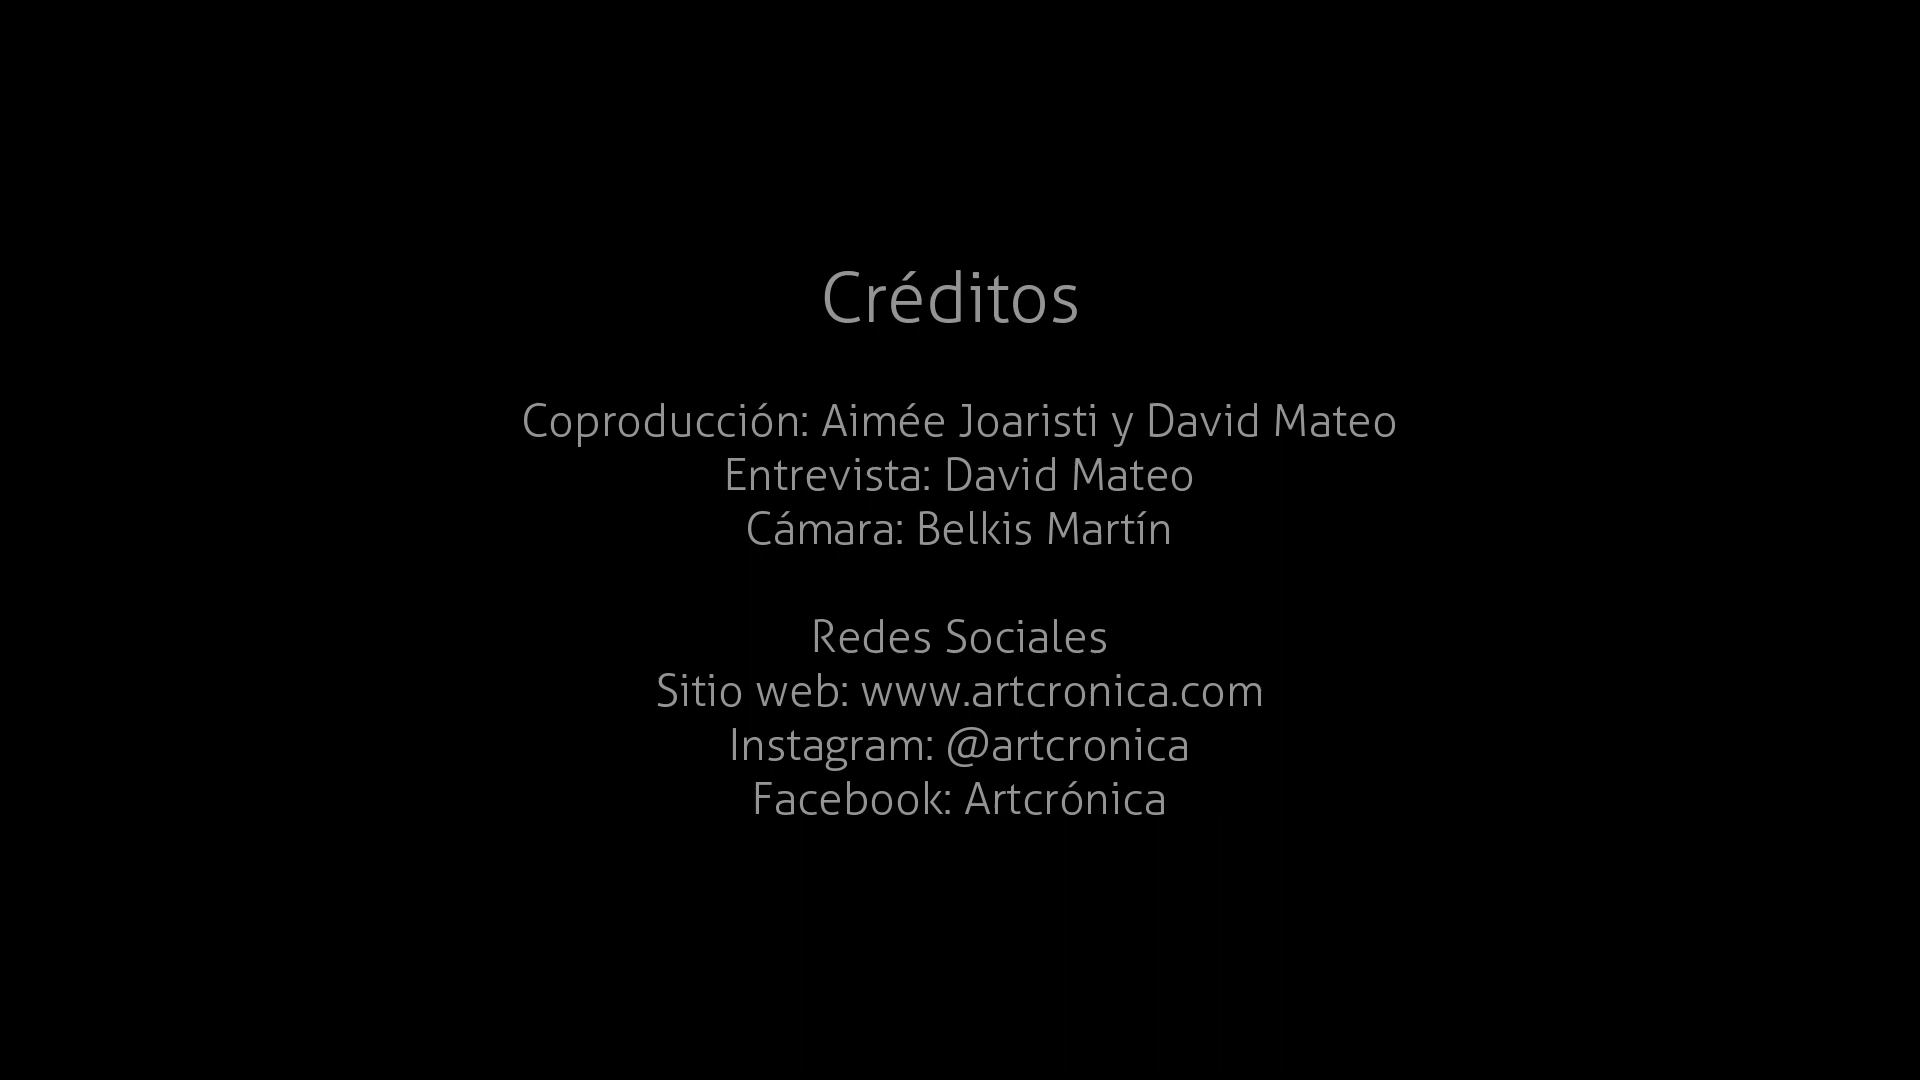 Créditos
Coproducción: Aimée Joaristi y David Mateo
Entrevista: David Mateo
Cámara: Belkis Martín
Redes Sociales
Sitio web: www.artcronica.com
Instagram: @artcronica
Facebook: Artcrónica